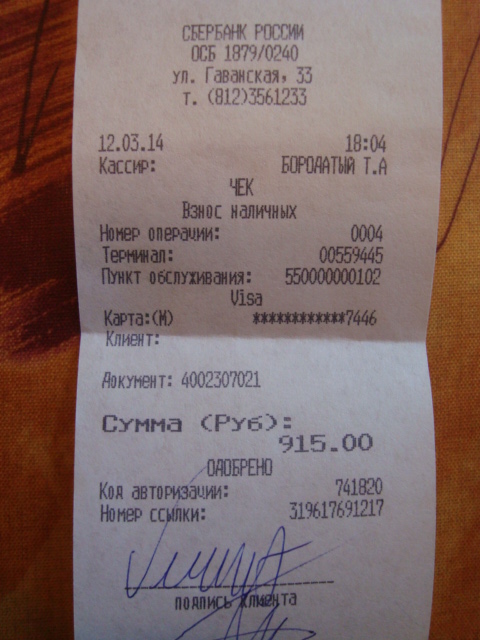 СБЕРБАНК РОССИИ
ОСБ 1879/0240
ул. Гаванская, 33
т. (812)3561233
12.03.14 18:04
Кассир: БОРОДАТЫЙ Т.А
ЧЕК
Взнос наличных
Номер операции: 0004
Терминал: 00559445
Пункт обслуживания: 550000000102
Visa
Карта:(М) ************7446
Клиент:
Документ: 4002307021
Сумма (Руб):
915.00
ОДОБРЕНО
Код авторизации: 741820
Номер ссылки: 319617691217
подпись клиента